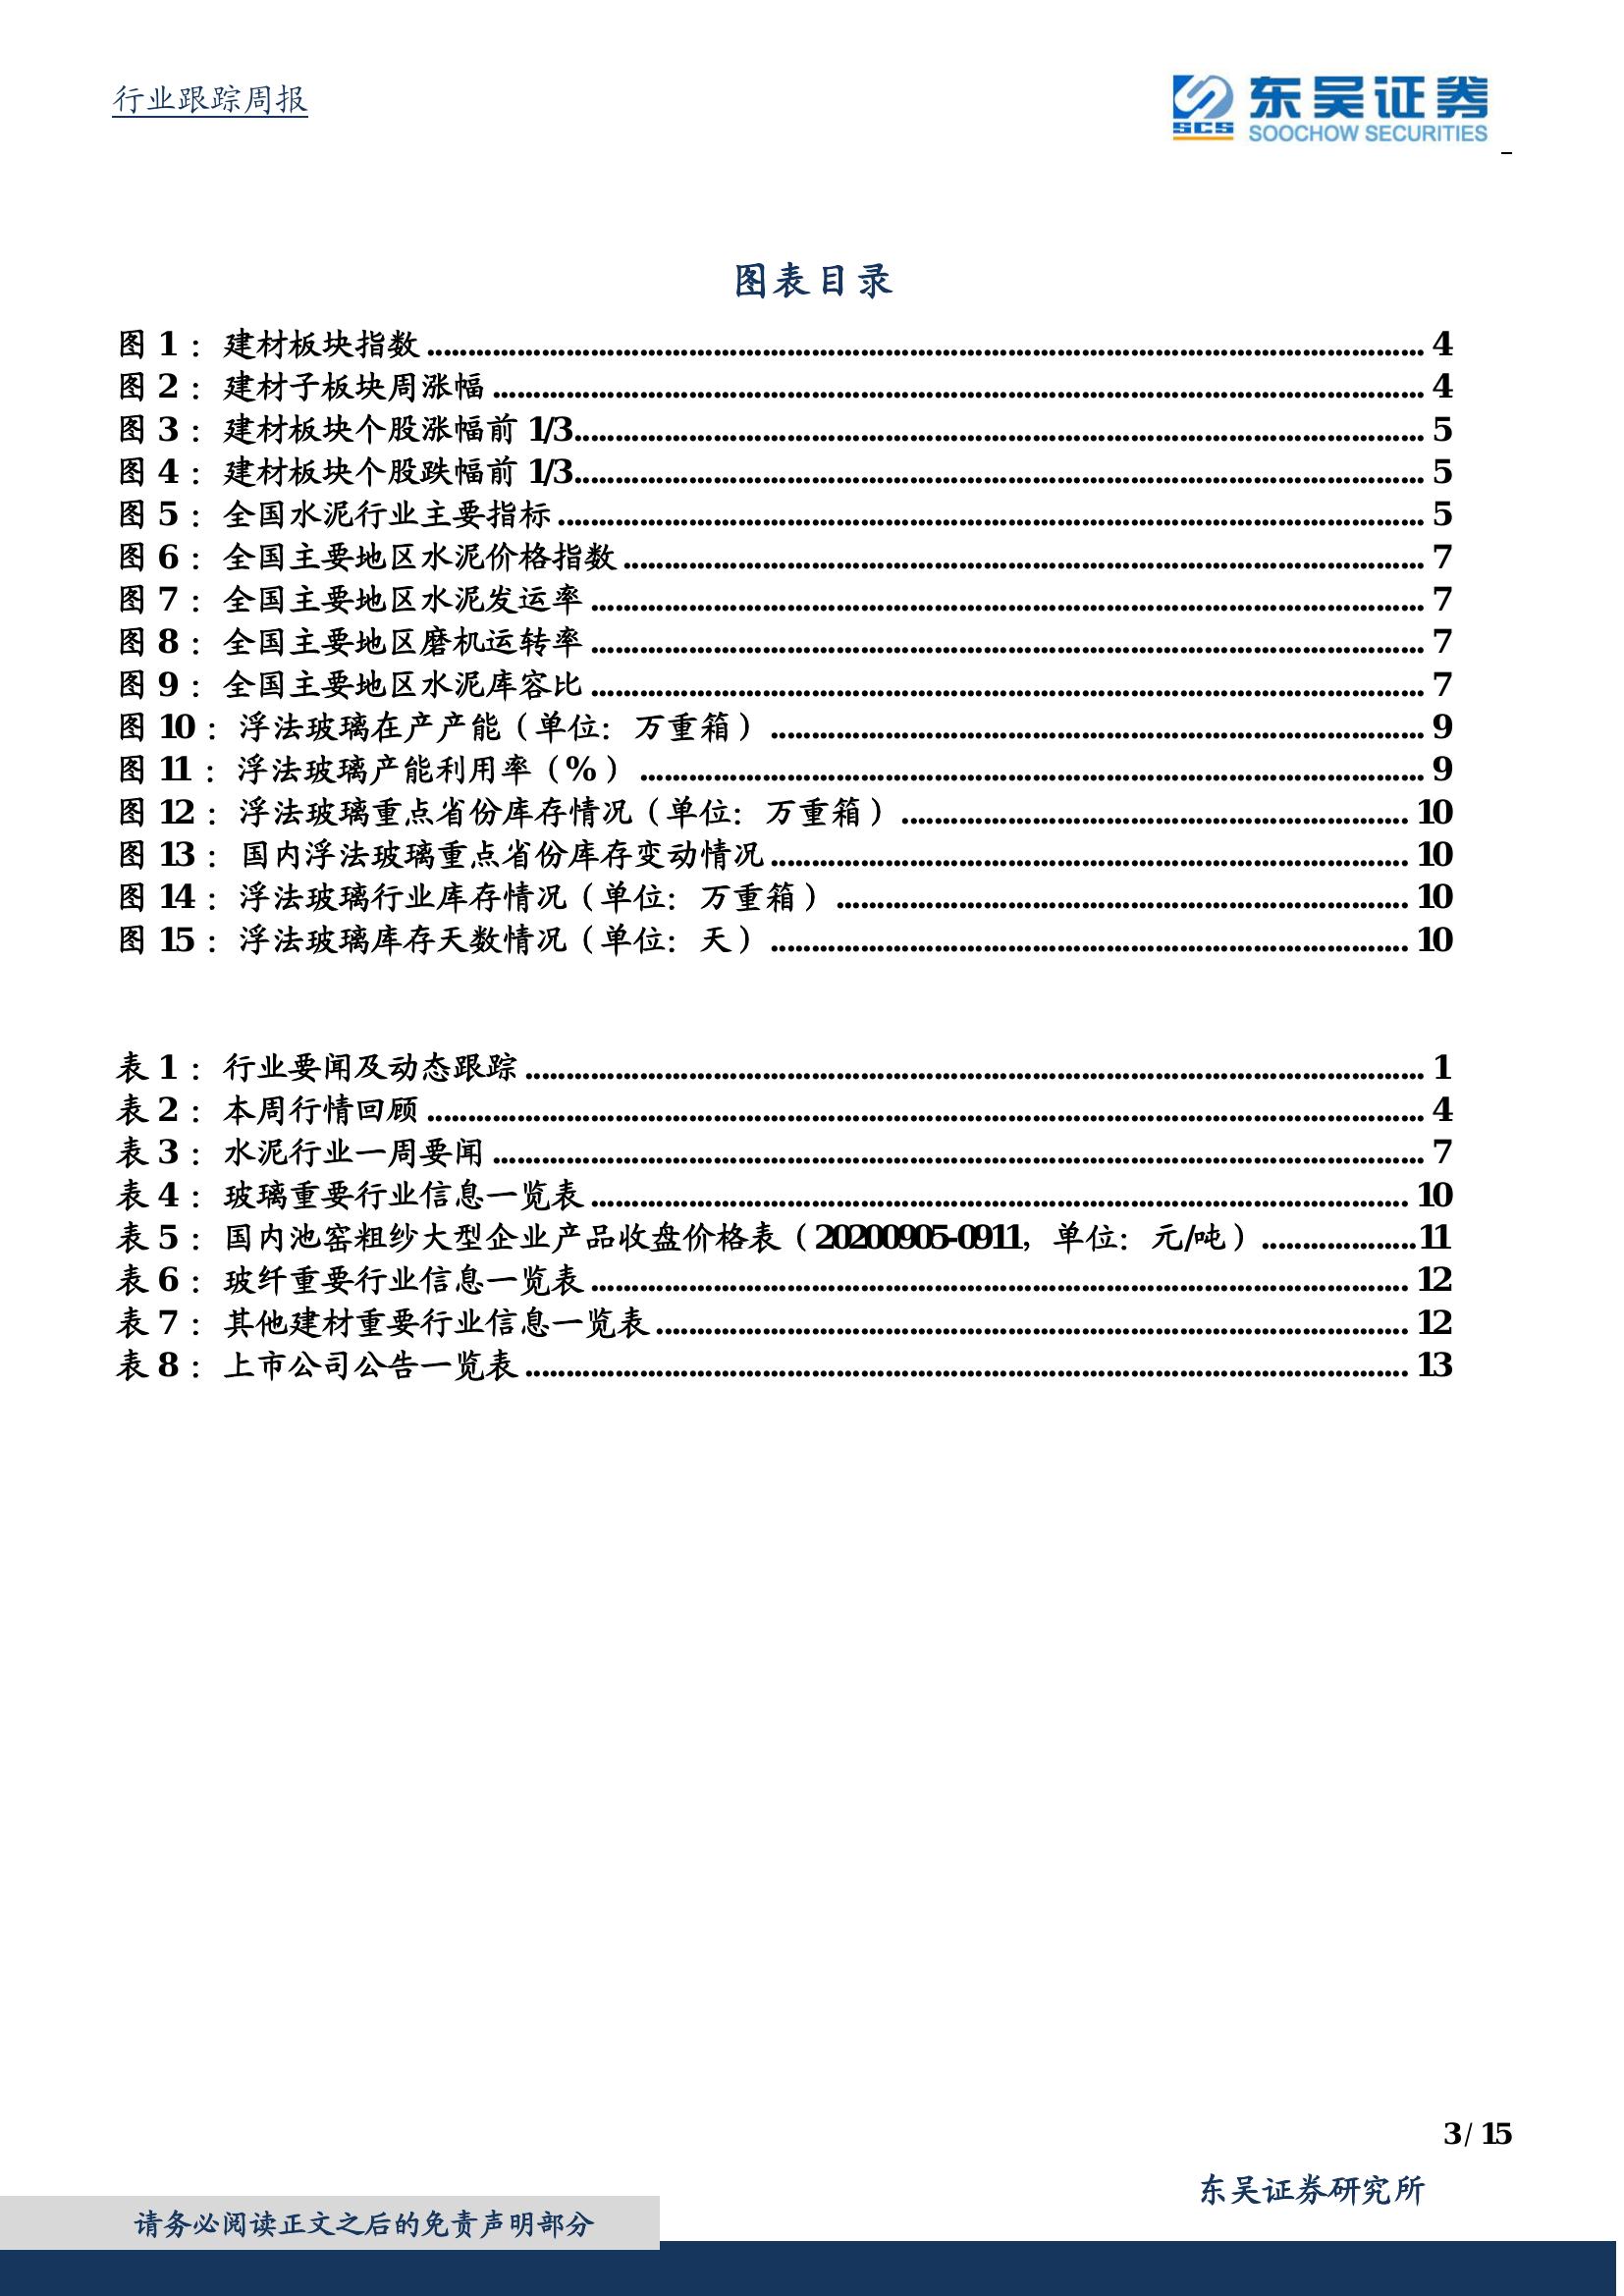 行业跟踪周报
东吴证券
SCS
SOOCHOW SECURITIES
图表目录
图 1：建材板块指数 4
图 2：建材子板块周涨幅 4
图 3：建材板块个股涨幅前 1/3 5
图 4：建材板块个股跌幅前 1/3 5
图 5：全国水泥行业主要指标 5
图 6：全国主要地区水泥价格指数 7
图 7：全国主要地区水泥发运率 7
图 8：全国主要地区磨机运转率 7
图 9：全国主要地区水泥库容比 7
图 10：浮法玻璃在产产能（单位：万重箱） 9
图 11：浮法玻璃产能利用率（%） 9
图 12：浮法玻璃重点省份库存情况（单位：万重箱） 10
图 13：国内浮法玻璃重点省份库存变动情况 10
图 14：浮法玻璃行业库存情况（单位：万重箱） 10
图 15：浮法玻璃库存天数情况（单位：天） 10
表 1：行业要闻及动态跟踪 1
表 2：本周行情回顾 4
表 3：水泥行业一周要闻 7
表 4：玻璃重要行业信息一览表 10
表 5：国内池窑粗纱大型企业产品收盘价格表（20200905-0911，单位：元/吨） 11
表 6：玻纤重要行业信息一览表 12
表 7：其他建材重要行业信息一览表 12
表 8：上市公司公告一览表 13
3 / 15
东吴证券研究所
请务必阅读正文之后的免责声明部分